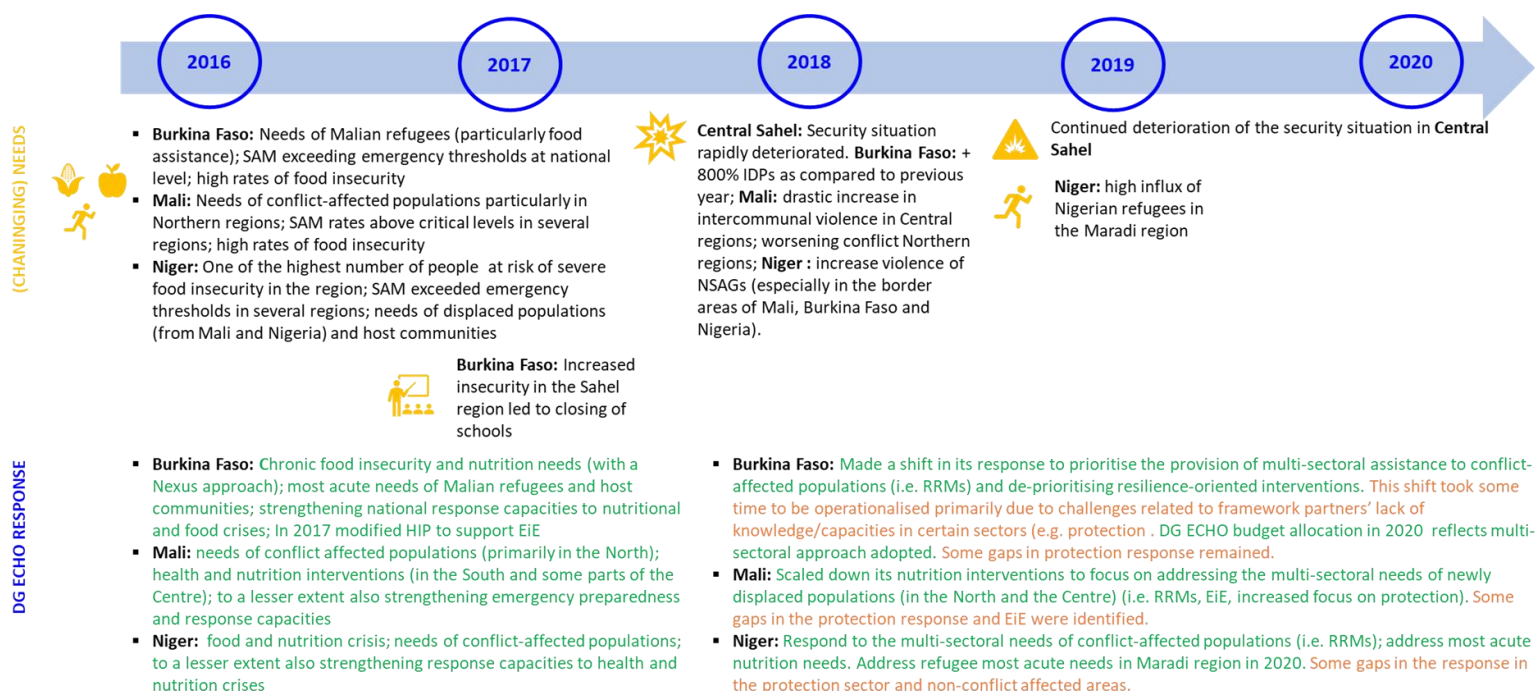 2016
2017
2018
2019
2020
(CHANINGING) NEEDS
▪ Burkina Faso: Needs of Malian refugees (particularly food
assistance); SAM exceeding emergency thresholds at national
level; high rates of food insecurity
▪ Mali: Needs of conflict-affected populations particularly in
Northern regions; SAM rates above critical levels in several
regions; high rates of food insecurity
▪ Niger: One of the highest number of people at risk of severe
food insecurity in the region; SAM exceeded emergency
thresholds in several regions; needs of displaced populations
(from Mali and Nigeria) and host communities
Burkina Faso: Increased
insecurity in the Sahel
region led to closing of
schools
Central Sahel: Security situation
rapidly deteriorated. Burkina Faso: +
800% IDPs as compared to previous
year; Mali: drastic increase in
intercommunal violence in Central
regions; worsening conflict Northern
regions; Niger : increase violence of
NSAGs (especially in the border
areas of Mali, Burkina Faso and
Nigeria).
Continued deterioration of the security situation in Central
Sahel
Niger: high influx of
Nigerian refugees in
the Maradi region
DG ECHO RESPONSE
▪ Burkina Faso: Chronic food insecurity and nutrition needs (with a
Nexus approach); most acute needs of Malian refugees and host
communities; strengthening national response capacities to nutritional
and food crises; In 2017 modified HIP to support EiE
▪ Mali: needs of conflict affected populations (primarily in the North);
health and nutrition interventions (in the South and some parts of the
Centre); to a lesser extent also strengthening emergency preparedness
and response capacities
▪ Niger: food and nutrition crisis; needs of conflict-affected populations;
to a lesser extent also strengthening response capacities to health and
nutrition crises
▪ Burkina Faso: Made a shift in its response to prioritise the provision of multi-sectoral assistance to conflict-
affected populations (i.e. RRMs) and de-prioritising resilience-oriented interventions. This shift took some
time to be operationalised primarily due to challenges related to framework partners’ lack of
knowledge/capacities in certain sectors (e.g. protection . DG ECHO budget allocation in 2020 reflects multi-
sectoral approach adopted. Some gaps in protection response remained.
▪ Mali: Scaled down its nutrition interventions to focus on addressing the multi-sectoral needs of newly
displaced populations (in the North and the Centre) (i.e. RRMs, EiE, increased focus on protection). Some
gaps in the protection response and EiE were identified.
▪ Niger: Respond to the multi-sectoral needs of conflict-affected populations (i.e. RRMs); address most acute
nutrition needs. Address refugee most acute needs in Maradi region in 2020. Some gaps in the response in
the protection sector and non-conflict affected areas.